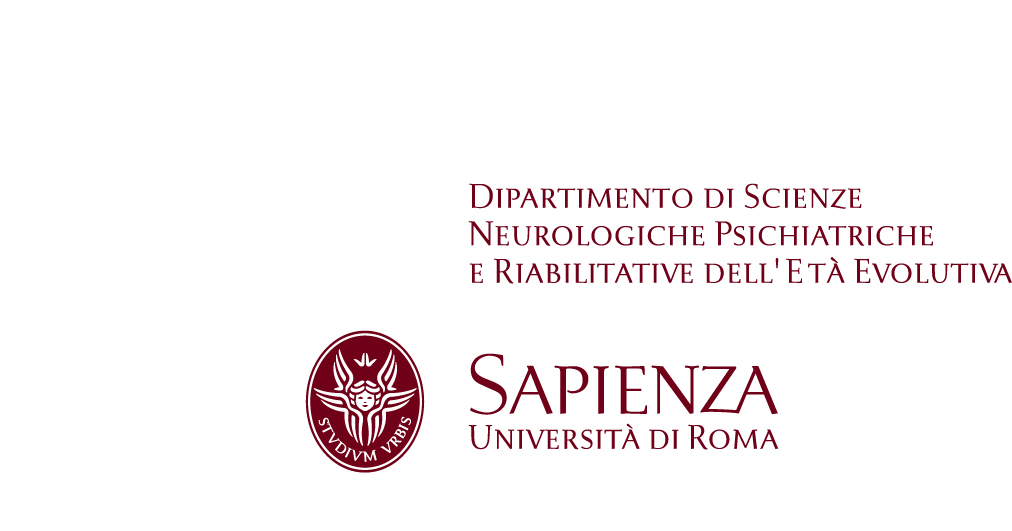 DIPARTIMENTO DI SCIENZE
NEUROLOGICHE PSICHIATRICHE
E RIABILITATIVE DELL'ETÀ EVOLUTIVA
SAPIENZA
UNIVERSITÀ DI ROMA
STVDIVM VRBIS